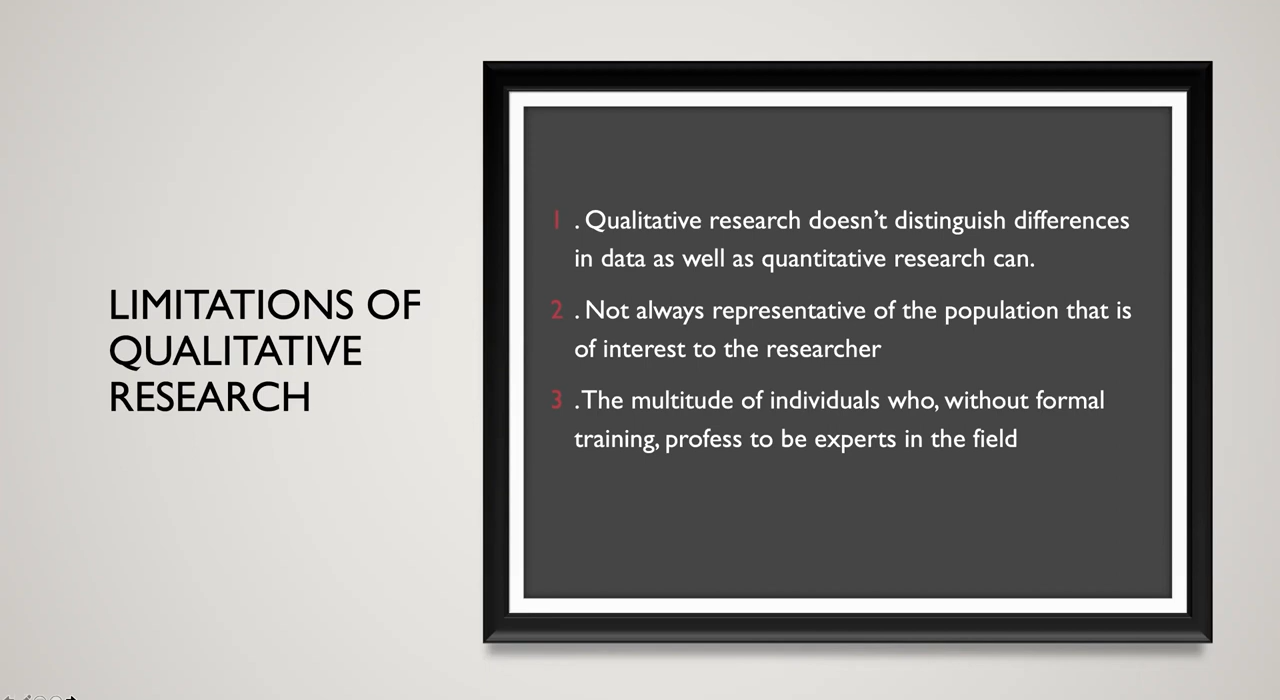 LIMITATIONS OF
QUALITATIVE
RESEARCH
1. Qualitative research doesn’t distinguish differences
in data as well as quantitative research can.
2. Not always representative of the population that is
of interest to the researcher
3.The multitude of individuals who, without formal
training, profess to be experts in the field